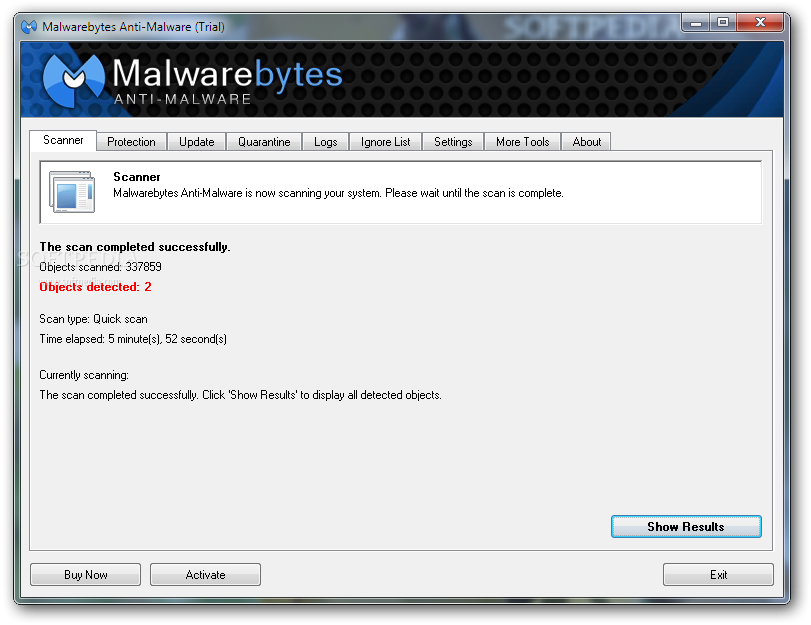 Malwarebytes Anti-Malware (Trial)
SOFTPEDIA
Malwarebytes
ANTI-MALWARE
Scanner
Protection
Update
Quarantine
Logs
Ignore List
Settings
More Tools
About
Scanner
Malwarebytes Anti-Malware is now scanning your system. Please wait until the scan is complete.
The scan completed successfully.
SOFTPEDIA
Objects scanned: 337859
Objects detected: 2
Scan type: Quick scan
Time elapsed: 5 minute(s), 52 second(s)
Currently scanning:
The scan completed successfully. Click 'Show Results' to display all detected objects.
Show Results
Buy Now
Activate
Exit